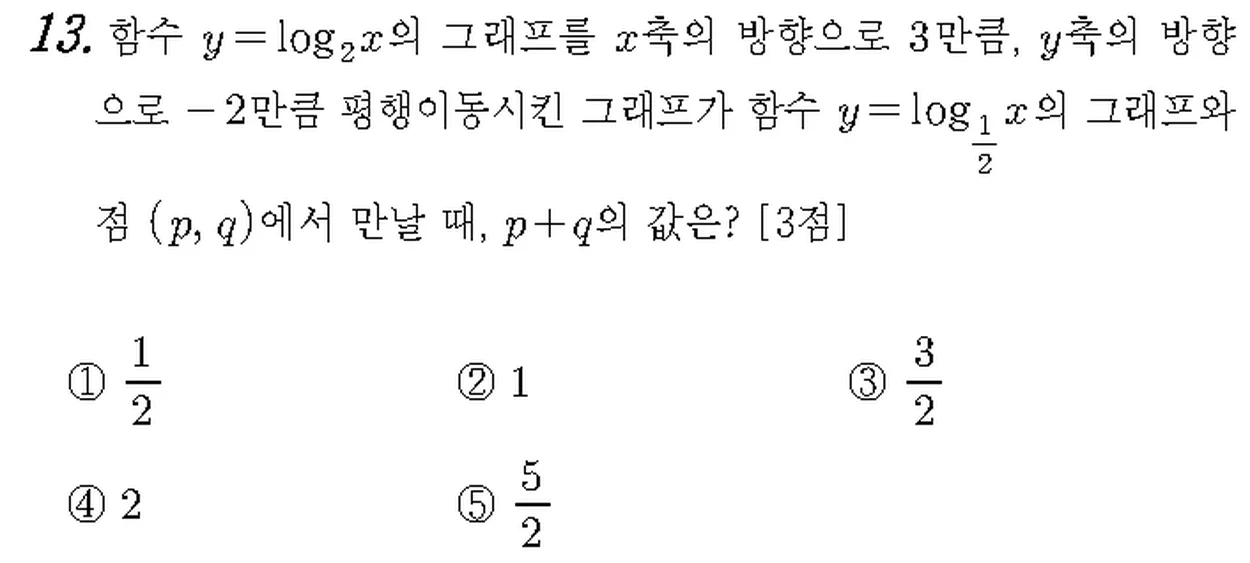 13. 함수 y=log₂x의 그래프를 x축의 방향으로 3만큼, y축의 방향
으로 −2만큼 평행이동시킨 그래프가 함수 y=log_{1/2} x의 그래프와
점 (p, q)에서 만날 때, p+q의 값은? [3점]
① 1/2 ② 1 ③ 3/2
④ 2 ⑤ 5/2